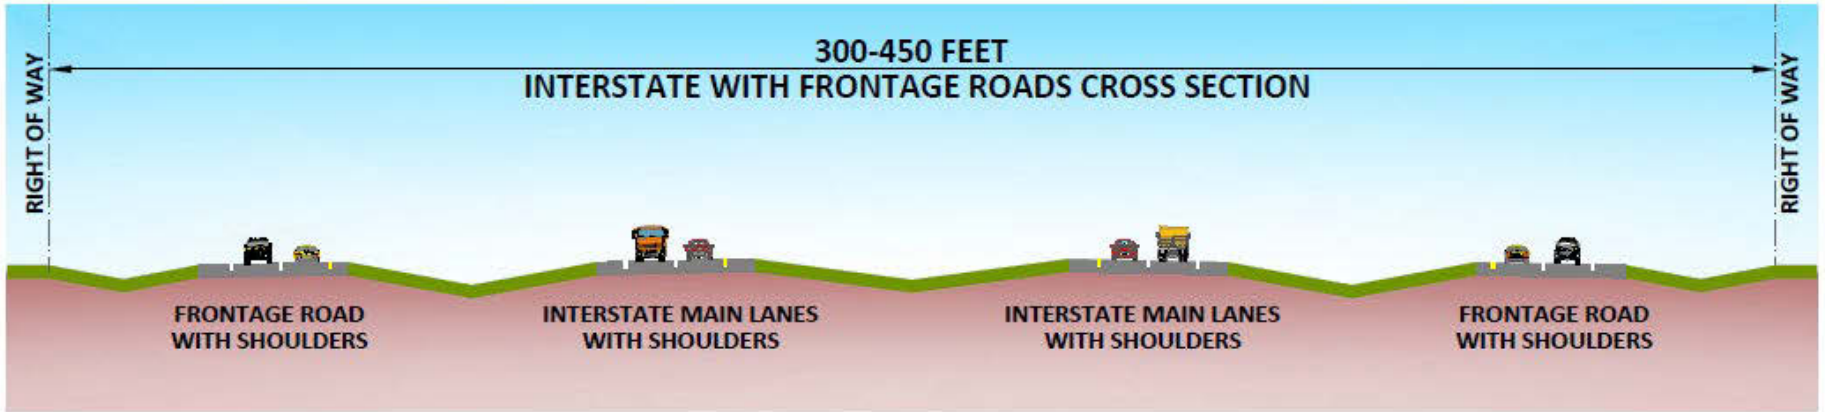 300-450 FEET
INTERSTATE WITH FRONTAGE ROADS CROSS SECTION
RIGHT OF WAY
RIGHT OF WAY
FRONTAGE ROAD
WITH SHOULDERS
INTERSTATE MAIN LANES
WITH SHOULDERS
INTERSTATE MAIN LANES
WITH SHOULDERS
FRONTAGE ROAD
WITH SHOULDERS